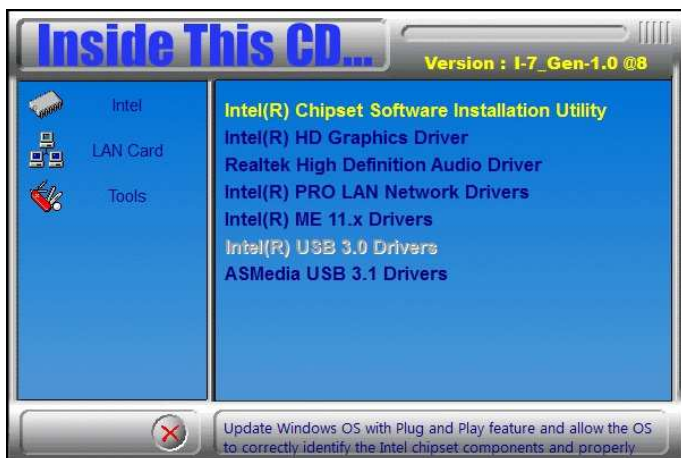 Inside This CD...
Version : I-7_Gen-1.0 @8
Intel
LAN Card
Tools
Intel(R) Chipset Software Installation Utility
Intel(R) HD Graphics Driver
Realtek High Definition Audio Driver
Intel(R) PRO LAN Network Drivers
Intel(R) ME 11.x Drivers
Intel(R) USB 3.0 Drivers
ASMedia USB 3.1 Drivers
Update Windows OS with Plug and Play feature and allow the OS
to correctly identify the Intel chipset components and properly